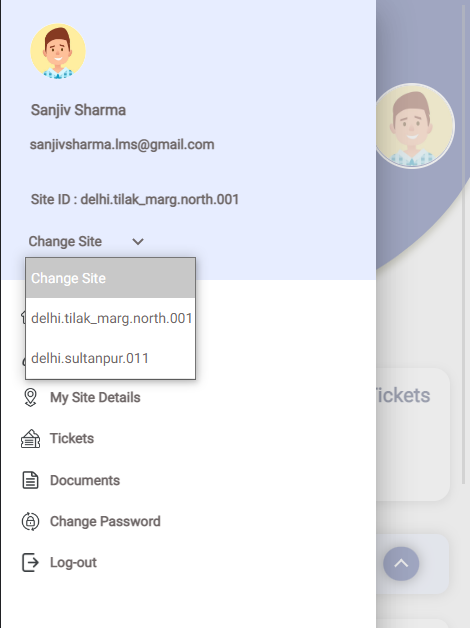 Sanjiv Sharma
sanjivsharma.lms@gmail.com
Site ID : delhi.tilak_marg.north.001
Change Site
Change Site
delhi.tilak_marg.north.001
delhi.sultanpur.011
My Site Details
Tickets
Tickets
Documents
Change Password
Log-out